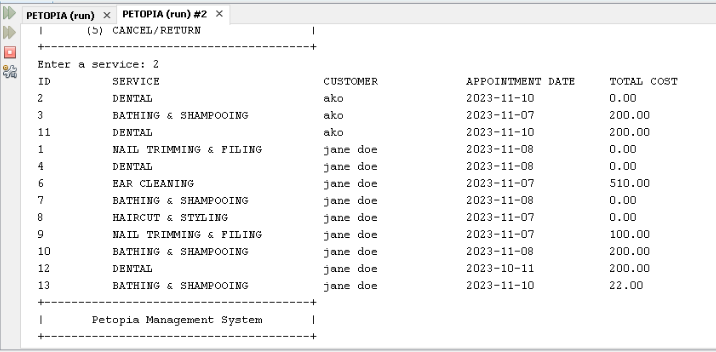 PETOPIA (run) × PETOPIA (run) #2 ×
| (5) CANCEL/RETURN |
+---------------------------------------+
Enter a service: 2
ID SERVICE CUSTOMER APPOINTMENT DATE TOTAL COST
2 DENTAL ako 2023-11-10 0.00
3 BATHING & SHAMPOOING ako 2023-11-07 200.00
11 DENTAL ako 2023-11-10 200.00
1 NAIL TRIMMING & FILING jane doe 2023-11-08 0.00
4 DENTAL jane doe 2023-11-08 0.00
6 EAR CLEANING jane doe 2023-11-07 510.00
7 BATHING & SHAMPOOING jane doe 2023-11-08 0.00
8 HAIRCUT & STYLING jane doe 2023-11-07 0.00
9 NAIL TRIMMING & FILING jane doe 2023-11-07 100.00
10 BATHING & SHAMPOOING jane doe 2023-11-08 200.00
12 DENTAL jane doe 2023-10-11 200.00
13 BATHING & SHAMPOOING jane doe 2023-11-10 22.00
+---------------------------------------+
| Petopia Management System |
+---------------------------------------+